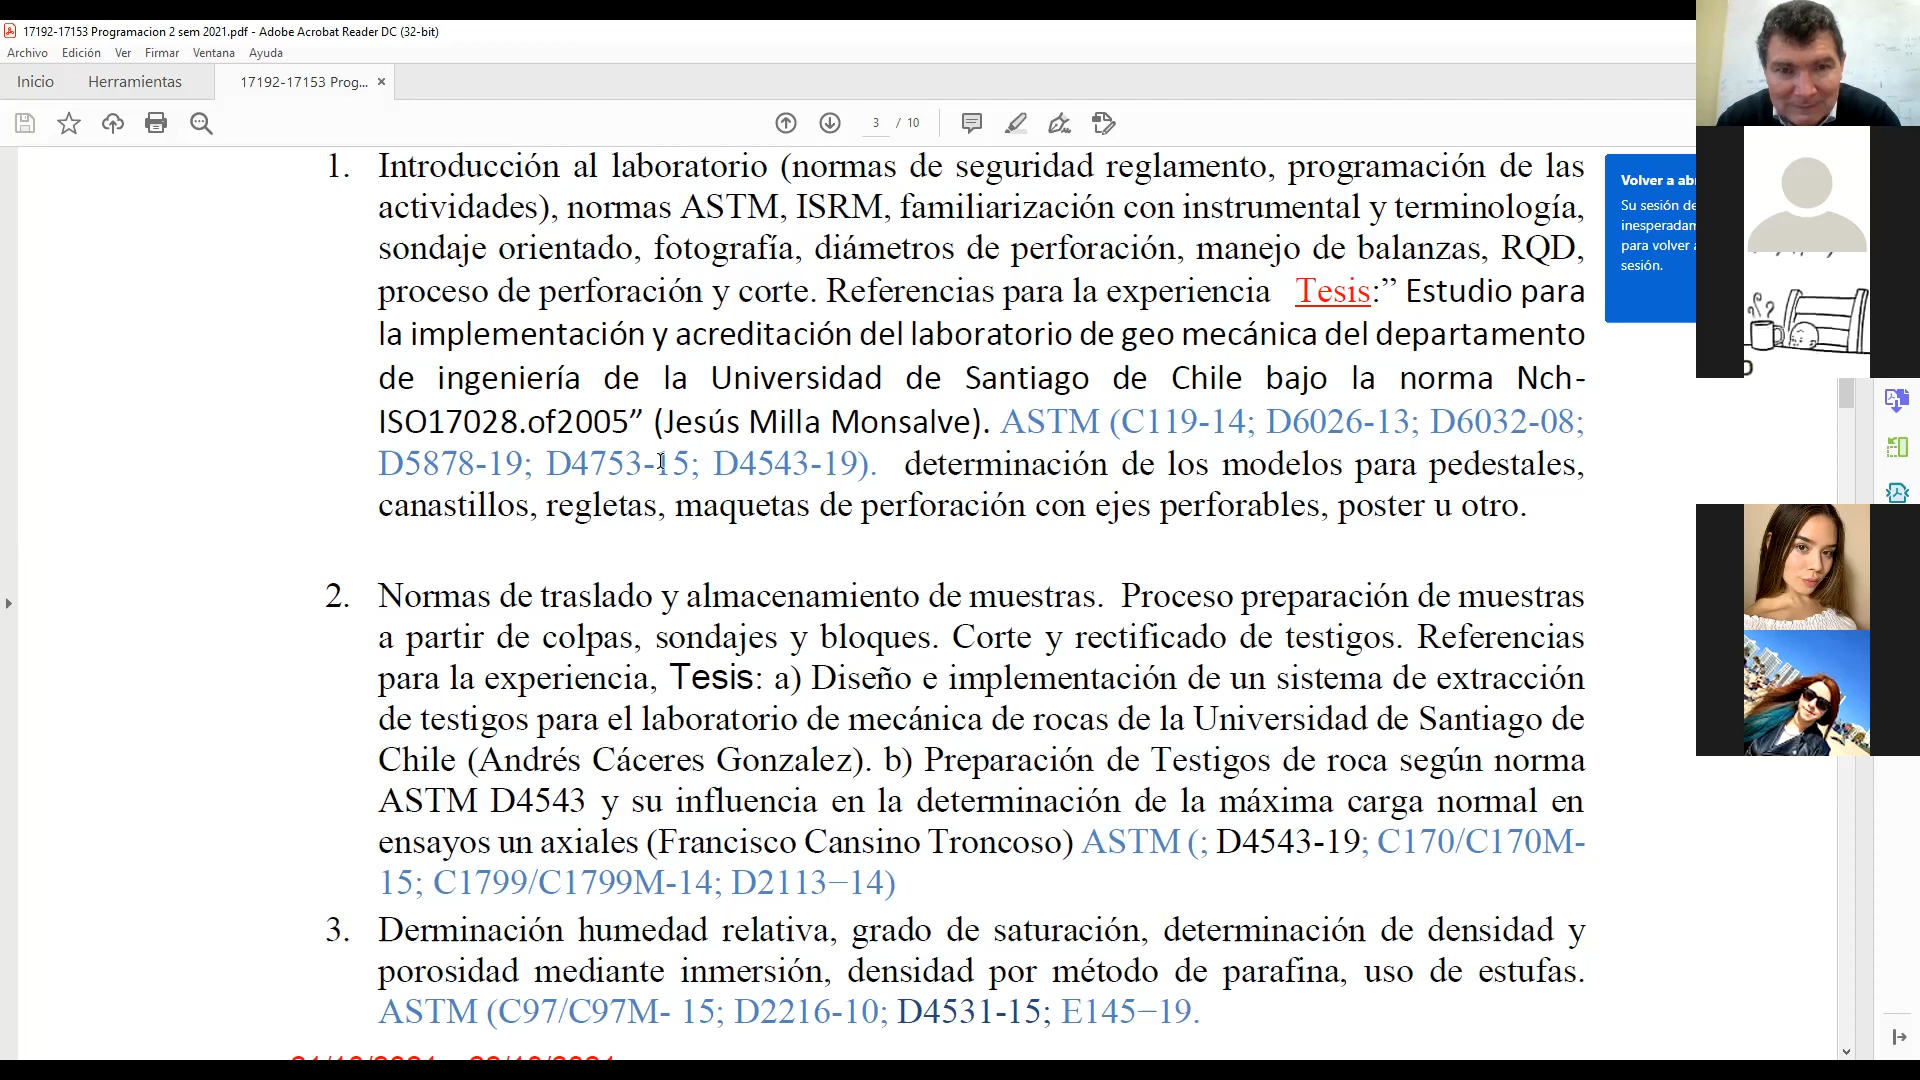 17192-17153 Programacion 2 sem 2021.pdf - Adobe Acrobat Reader DC (32-bit)
Archivo Edición Ver Firmar Ventana Ayuda
Inicio Herramientas 17192-17153 Prog... ×
3 / 10
1. Introducción al laboratorio (normas de seguridad reglamento, programación de las
actividades), normas ASTM, ISRM, familiarización con instrumental y terminología,
sondaje orientado, fotografía, diámetros de perforación, manejo de balanzas, RQD,
proceso de perforación y corte. Referencias para la experiencia Tesis:” Estudio para
la implementación y acreditación del laboratorio de geo mecánica del departamento
de ingeniería de la Universidad de Santiago de Chile bajo la norma Nch-
ISO17028.of2005” (Jesús Milla Monsalve). ASTM (C119-14; D6026-13; D6032-08;
D5878-19; D4753-15; D4543-19). determinación de los modelos para pedestales,
canastillos, regletas, maquetas de perforación con ejes perforables, poster u otro.
2. Normas de traslado y almacenamiento de muestras. Proceso preparación de muestras
a partir de colpas, sondajes y bloques. Corte y rectificado de testigos. Referencias
para la experiencia, Tesis: a) Diseño e implementación de un sistema de extracción
de testigos para el laboratorio de mecánica de rocas de la Universidad de Santiago de
Chile (Andrés Cáceres Gonzalez). b) Preparación de Testigos de roca según norma
ASTM D4543 y su influencia en la determinación de la máxima carga normal en
ensayos un axiales (Francisco Cansino Troncoso) ASTM (; D4543-19; C170/C170M-
15; C1799/C1799M-14; D2113−14)
3. Derminación humedad relativa, grado de saturación, determinación de densidad y
porosidad mediante inmersión, densidad por método de parafina, uso de estufas.
ASTM (C97/C97M- 15; D2216-10; D4531-15; E145−19.
Volver a ab
Su sesión de
inesperadam
para volver a
sesión.